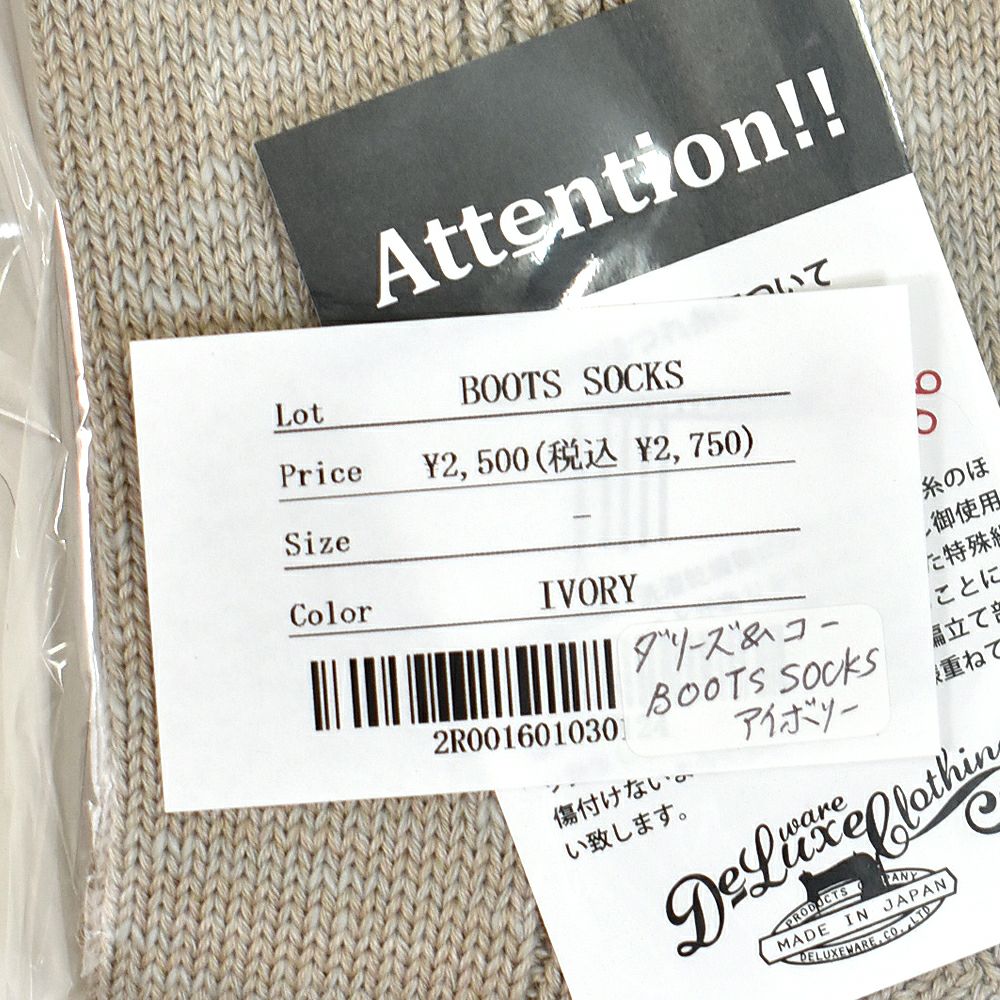 Attention!!
ついて
Lot BOOTS SOCKS
Price ¥2,500(税込 ¥2,750)
Size -
Color IVORY
2R001601030
ダリーズ&コー
BOOTS SOCKS
アイボリー
糸のほ
御使用
た特殊
ことに
編立て部
重ねて
傷付けないよ
い致します。
DeLuxeware Clothing
PRODUCTS COMPANY
MADE IN JAPAN
DELUXEWARE.CO.,LTD